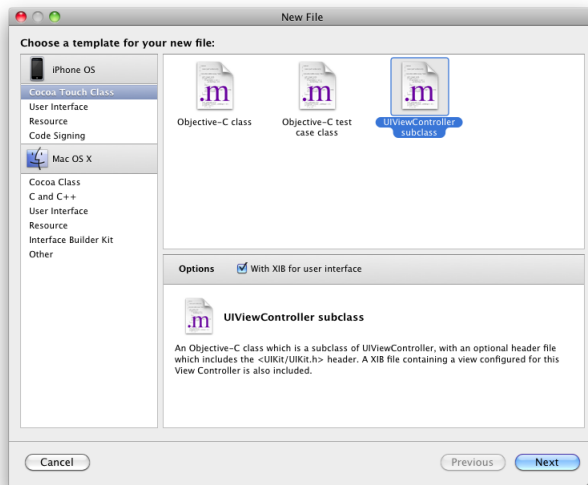 New File
Choose a template for your new file:
iPhone OS
Cocoa Touch Class
User Interface
Resource
Code Signing
Mac OS X
Cocoa Class
C and C++
User Interface
Resource
Interface Builder Kit
Other
.m
Objective-C class
.m
Objective-C test
case class
.m
UIViewController
subclass
Options With XIB for user interface
.m
UIViewController subclass
An Objective-C class which is a subclass of UIViewController, with an optional header file
which includes the <UIKit/UIKit.h> header. A XIB file containing a view configured for this
View Controller is also included.
Cancel Previous Next